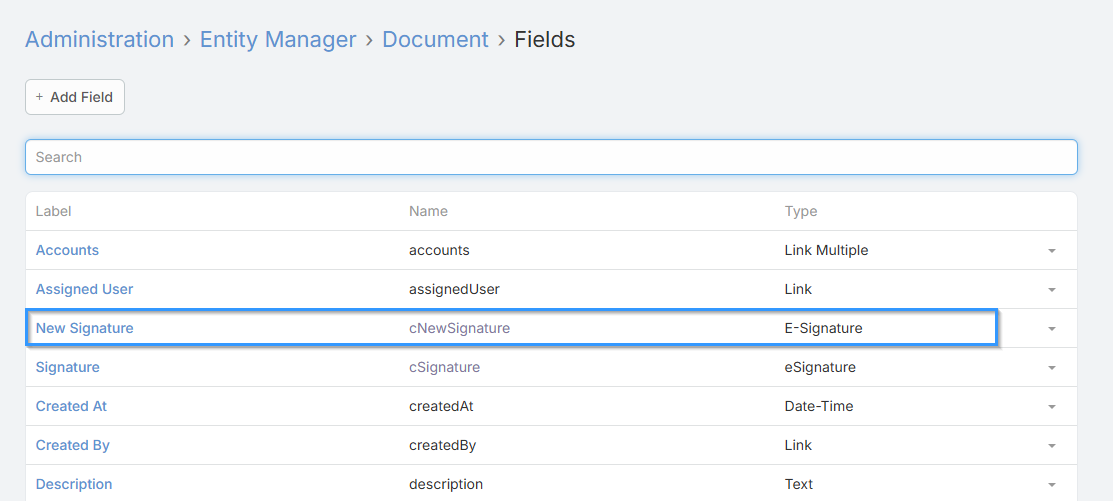 Administration › Entity Manager › Document › Fields
+ Add Field
Search
Label Name Type
Accounts accounts Link Multiple
Assigned User assignedUser Link
New Signature cNewSignature E-Signature
Signature cSignature eSignature
Created At createdAt Date-Time
Created By createdBy Link
Description description Text